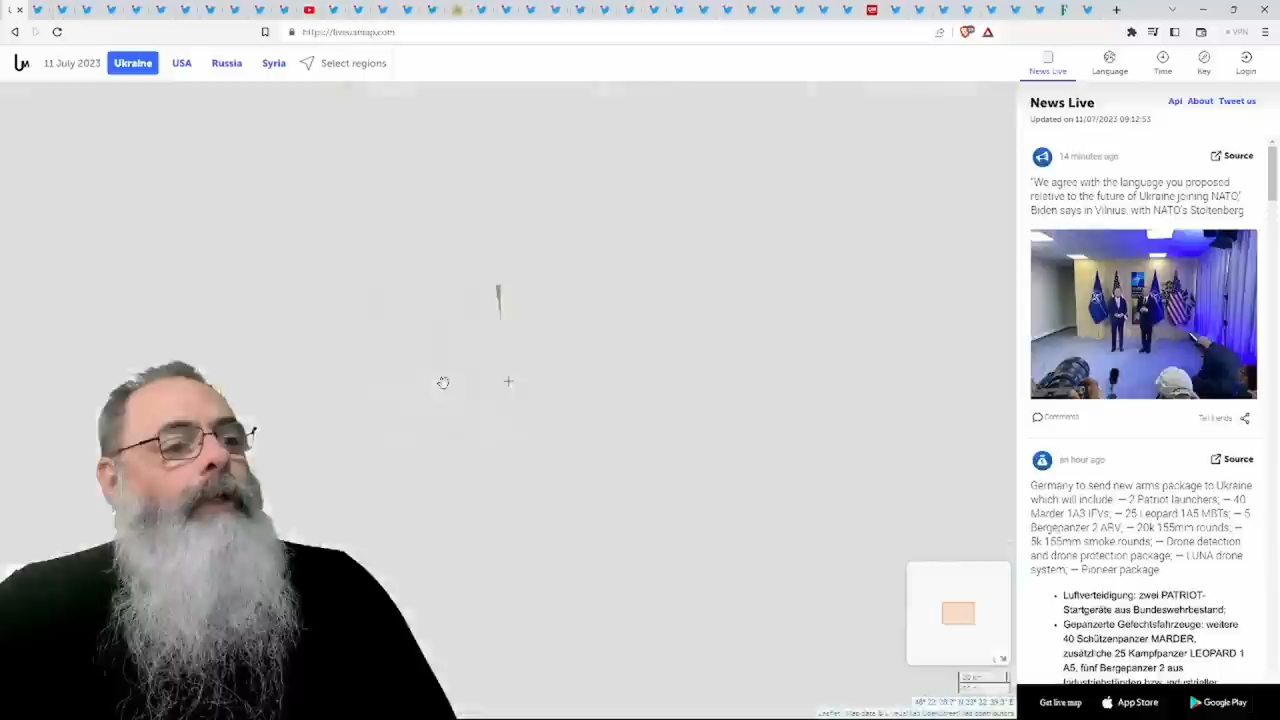 https://liveuamap.com
VPN
11 July 2023
Ukraine
USA
Russia
Syria
Select regions
News Live
Language
Time
Key
Login
News Live
Api About Tweet us
Updated on 11/07/2023 09:12:53
14 minutes ago
Source
"We agree with the language you proposed
relative to the future of Ukraine joining NATO,"
Biden says in Vilnius, with NATO's Stoltenberg
Comments
Tell friends
an hour ago
Source
Germany to send new arms package to Ukraine
which will include: — 2 Patriot launchers; — 40
Marder 1A3 IFVs; — 25 Leopard 1A5 MBTs; — 5
Bergepanzer 2 ARV; — 20k 155mm rounds; —
5k 155mm smoke rounds; — Drone detection
and drone protection package; — LUNA drone
system; — Pioneer package
Luftverteidigung: zwei PATRIOT-
Startgeräte aus Bundeswehrbestand;
Gepanzerte Gefechtsfahrzeuge: weitere
40 Schützenpanzer MARDER,
zusätzliche 25 Kampfpanzer LEOPARD 1
A5, fünf Bergepanzer 2 aus
Industriebeständen bzw. industrieller
Get live map
App Store
Google Play